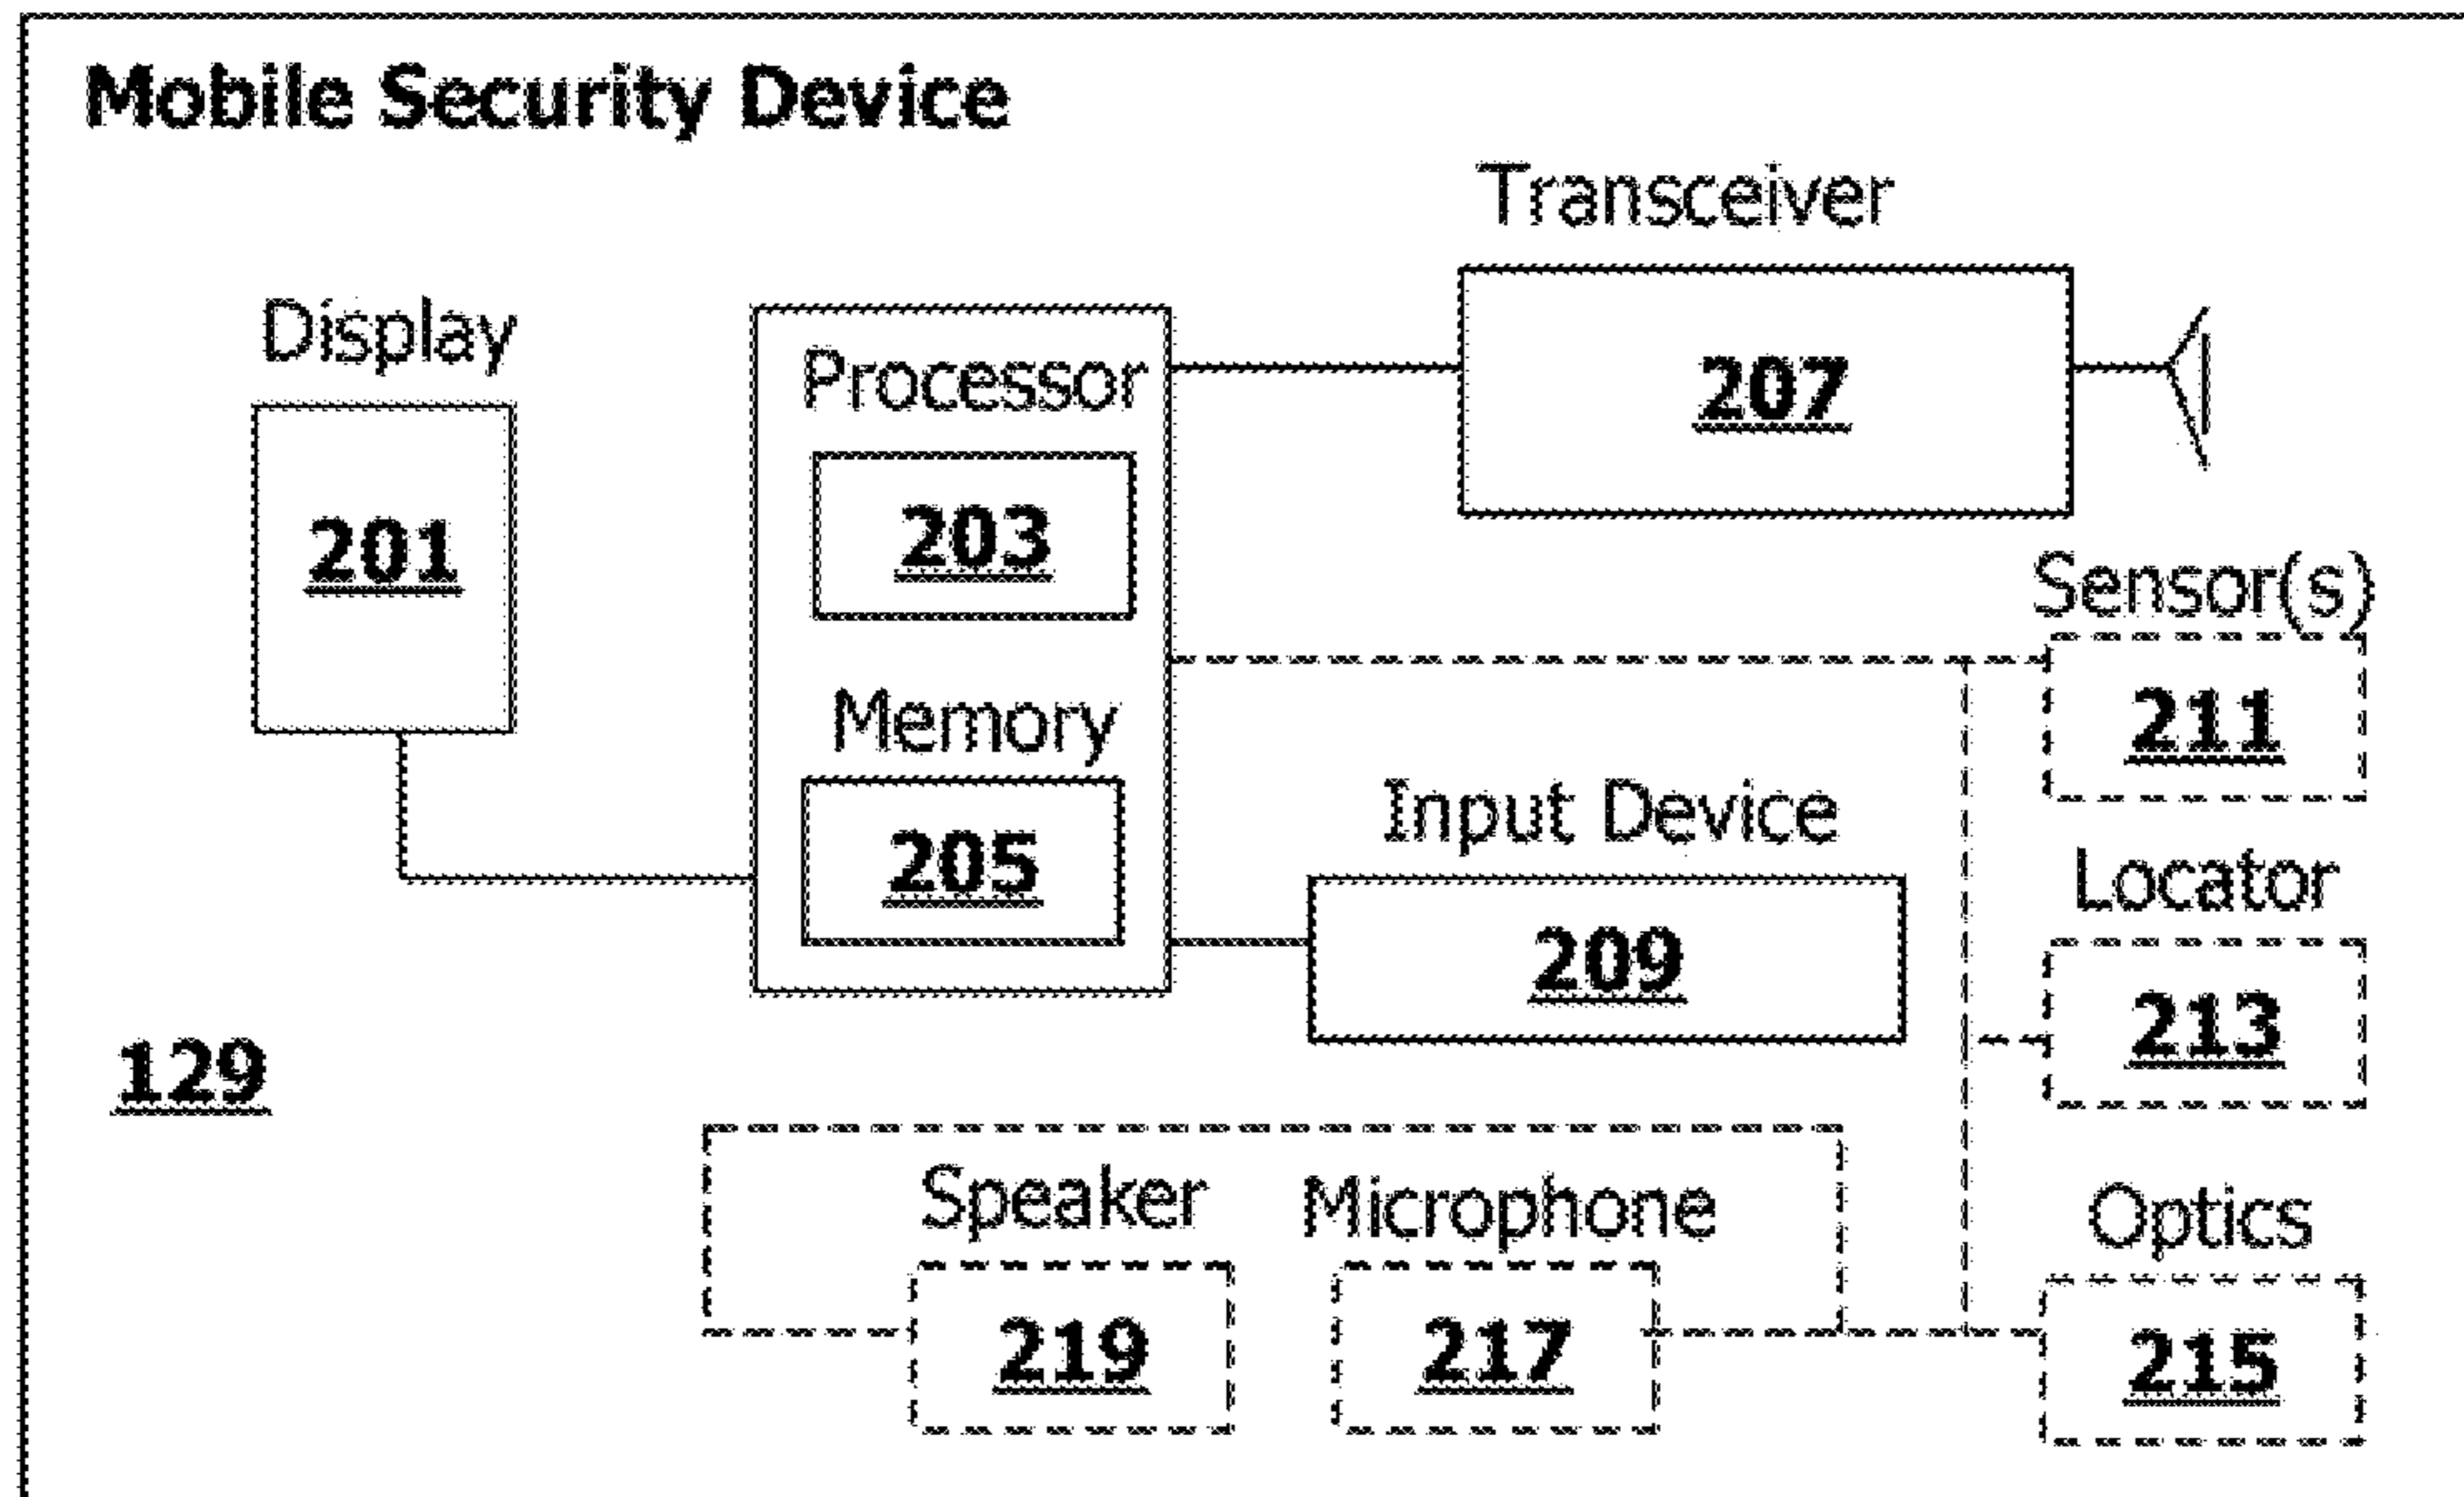 Mobile Security Device
Transceiver
207
Display
201
Processor
203
Memory
205
Sensor(s)
211
Input Device
209
Locator
213
129
Speaker
219
Microphone
217
Optics
215